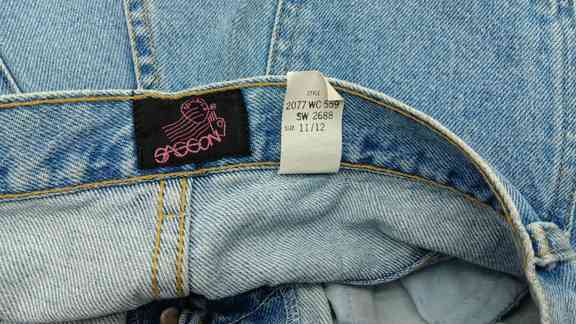 SASSON
STYLE
2077 WC 559
SW 2688
SIZE 11/12